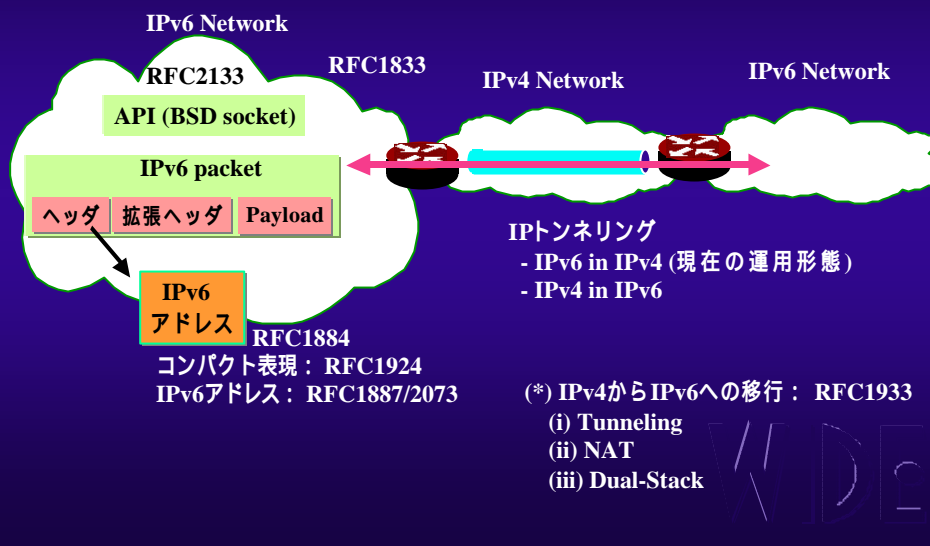 IPv6 Network
RFC2133
RFC1833
IPv4 Network
IPv6 Network
API (BSD socket)
IPv6 packet
ヘッダ
拡張ヘッダ
Payload
IPv6
アドレス
RFC1884
コンパクト表現： RFC1924
IPv6アドレス： RFC1887/2073
IPトンネリング
- IPv6 in IPv4 (現在の運用形態)
- IPv4 in IPv6
(*) IPv4からIPv6への移行： RFC1933
(i) Tunneling
(ii) NAT
(iii) Dual-Stack
WIDE